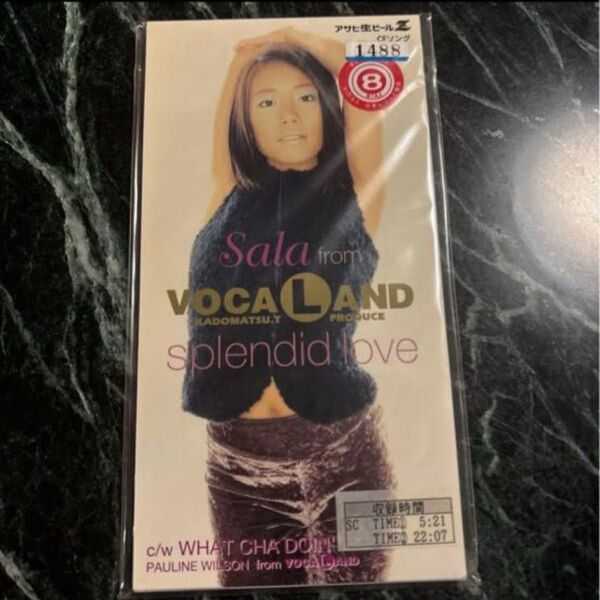 アサヒ生ビールZ
CFソング
1488
8
Sala from
VOCALAND
KADOMATSU.T PRODUCE
splendid love
収録時間
SC TIME① 5:21
TIME② 22:07
c/w WHAT CHA DOIN'
PAULINE WILSON from VOCALAND